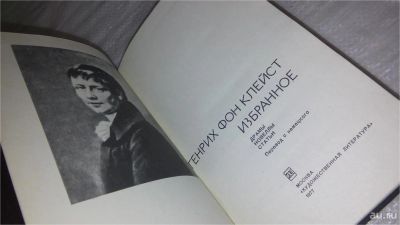 ГЕНРИХ ФОН КЛЕЙСТ
ИЗБРАННОЕ
ДРАМЫ
НОВЕЛЛЫ
СТАТЬИ
Перевод с немецкого
МОСКВА
«ХУДОЖЕСТВЕННАЯ ЛИТЕРАТУРА»
1977
au.ru